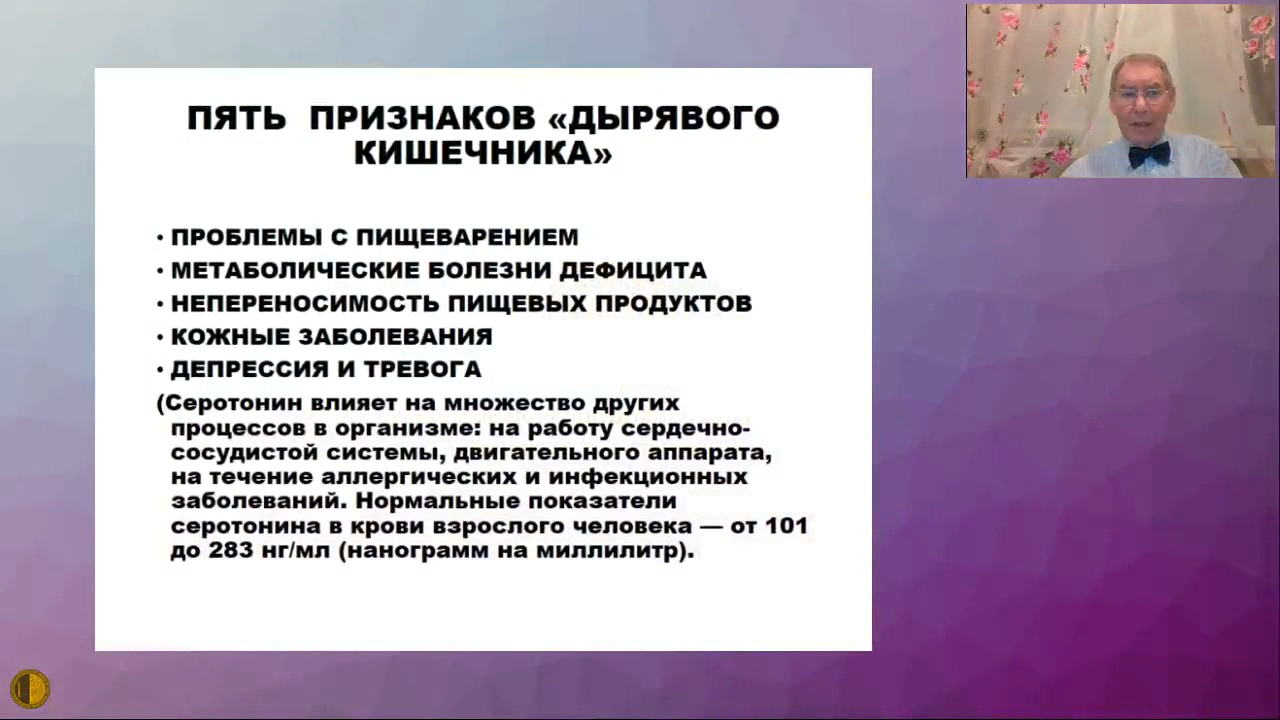 ПЯТЬ ПРИЗНАКОВ «ДЫРЯВОГО
КИШЕЧНИКА»
• ПРОБЛЕМЫ С ПИЩЕВАРЕНИЕМ
• МЕТАБОЛИЧЕСКИЕ БОЛЕЗНИ ДЕФИЦИТА
• НЕПЕРЕНОСИМОСТЬ ПИЩЕВЫХ ПРОДУКТОВ
• КОЖНЫЕ ЗАБОЛЕВАНИЯ
• ДЕПРЕССИЯ И ТРЕВОГА
(Серотонин влияет на множество других
процессов в организме: на работу сердечно-
сосудистой системы, двигательного аппарата,
на течение аллергических и инфекционных
заболеваний. Нормальные показатели
серотонина в крови взрослого человека — от 101
до 283 нг/мл (нанограмм на миллилитр).